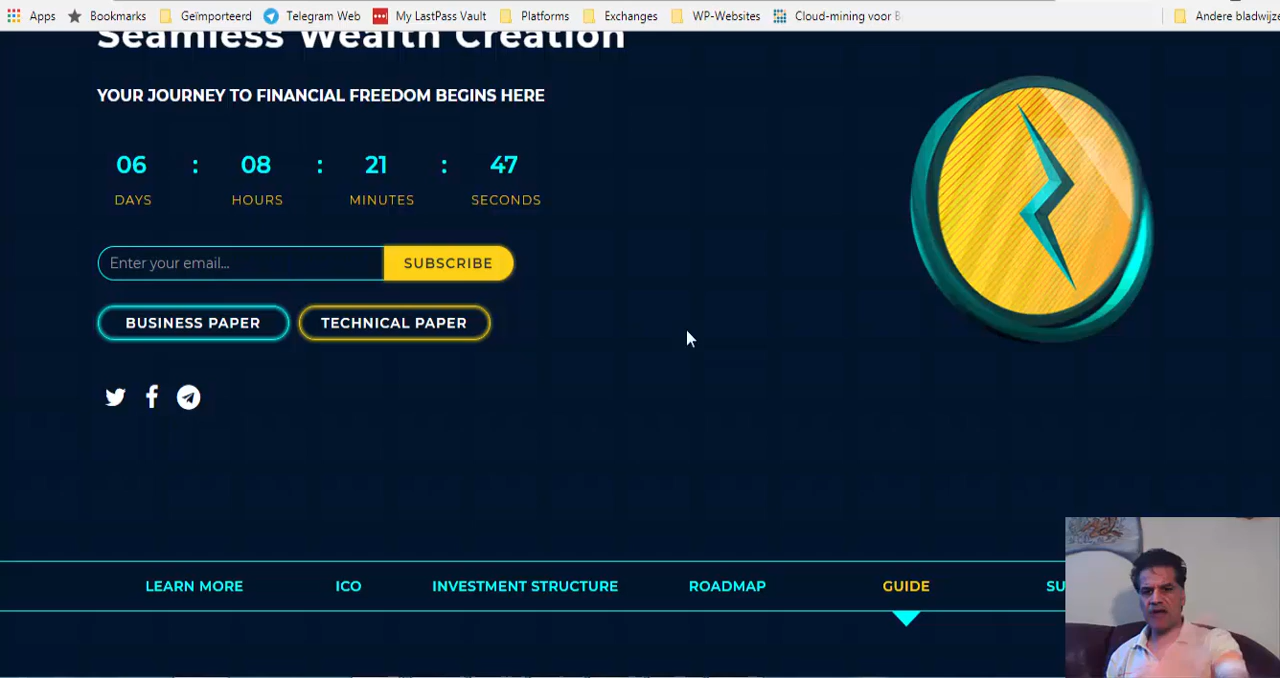 Apps Bookmarks Geïmporteerd Telegram Web My LastPass Vault Platforms Exchanges WP-Websites Cloud-mining voor B Andere bladwijze
Seamless Wealth Creation
YOUR JOURNEY TO FINANCIAL FREEDOM BEGINS HERE
06 : 08 : 21 : 47
DAYS HOURS MINUTES SECONDS
Enter your email... SUBSCRIBE
BUSINESS PAPER TECHNICAL PAPER
LEARN MORE ICO INVESTMENT STRUCTURE ROADMAP GUIDE SU